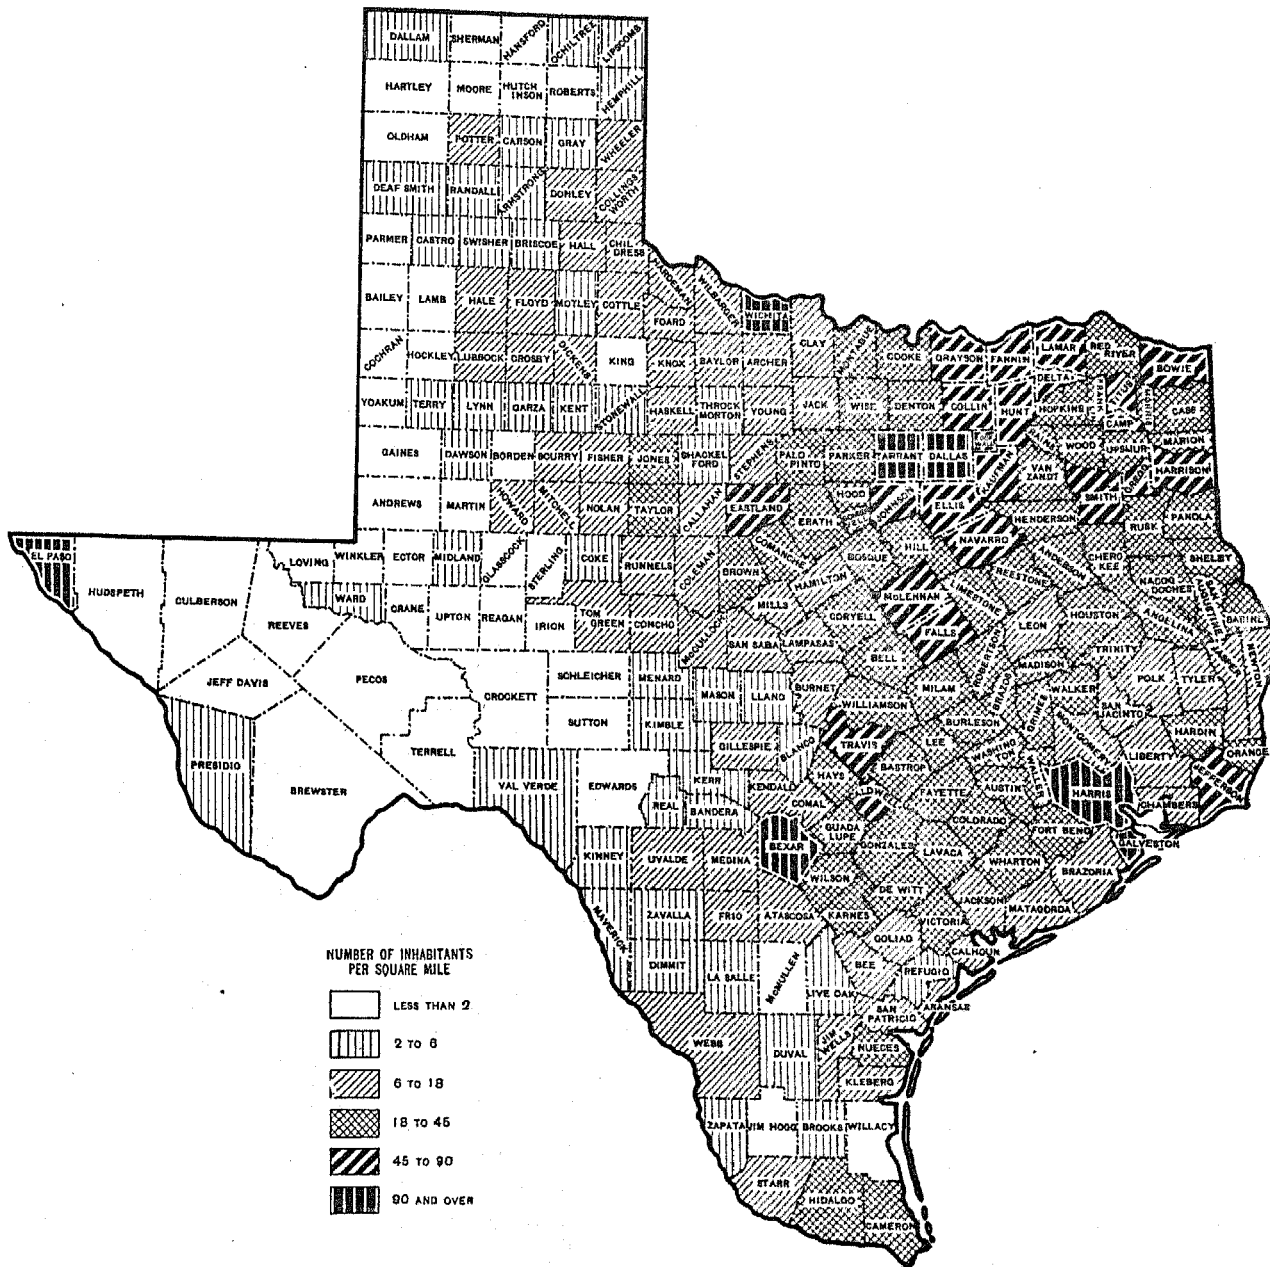 DALLAM SHERMAN HANSFORD OCHILTREE LIPSCOMB
HARTLEY MOORE HUTCH INSON ROBERTS HEMPHILL
OLDHAM POTTER CARSON GRAY WHEELER
DEAF SMITH RANDALL ARMSTRONG DONLEY COLLINGS WORTH
PARMER CASTRO SWISHER BRISCOE HALL CHIL DRESS
BAILEY LAMB HALE FLOYD MOTLEY COTTLE HARDEMAN FOARD WILBARGER WICHITA
COCHRAN HOCKLEY LUBBOCK CROSBY DICKENS KING KNOX BAYLOR ARCHER CLAY MONTAGUE COOKE GRAYSON FANNIN LAMAR RED RIVER BOWIE
YOAKUM TERRY LYNN GARZA KENT STONEWALL HASKELL THROCK MORTON YOUNG JACK WISE DENTON COLLIN HUNT DELTA HOPKINS CAMP CASS
GAINES DAWSON BORDEN SCURRY FISHER JONES SHACKEL FORD STEPHENS PALO PINTO PARKER TARRANT DALLAS KAUFMAN VAN ZANDT WOOD UPSHUR MARION HARRISON
ANDREWS MARTIN HOWARD MITCHELL NOLAN TAYLOR CALLAHAN EASTLAND ERATH HOOD JOHNSON ELLIS NAVARRO HENDERSON SMITH RUSK PANOLA
EL PASO HUDSPETH CULBERSON REEVES LOVING WINKLER ECTOR MIDLAND GLASSCOCK STERLING COKE RUNNELS COLEMAN BROWN COMANCHE HAMILTON BOSQUE HILL FREESTONE ANDERSON CHERO KEE NACOG DOCHES SHELBY
WARD CRANE UPTON REAGAN IRION TOM GREEN CONCHO McCULLOCH MILLS CORYELL McLENNAN LIMESTONE FALLS LEON HOUSTON ANGELINA SAN AUGUSTINE SABINE NEWTON
JEFF DAVIS PECOS CROCKETT SCHLEICHER MENARD SAN SABA LAMPASAS BELL ROBERTSON MADISON TRINITY POLK TYLER
SUTTON KIMBLE MASON LLANO BURNET WILLIAMSON MILAM BRAZOS GRIMES WALKER SAN JACINTO HARDIN
PRESIDIO BREWSTER TERRELL VAL VERDE EDWARDS GILLESPIE BLANCO TRAVIS LEE BURLESON WASHING TON MONTGOMERY LIBERTY ORANGE JEFFERSON
REAL KERR BANDERA KENDALL HAYS COMAL BASTROP FAYETTE AUSTIN WALLER HARRIS CHAMBERS
KINNEY UVALDE MEDINA BEXAR GUADA LUPE GONZALES LAVACA COLORADO FORT BEND GALVESTON
WILSON WHARTON BRAZORIA
MAVERICK ZAVALLA FRIO ATASCOSA KARNES DE WITT JACKSON MATAGORDA
DIMMIT LA SALLE McMULLEN LIVE OAK BEE GOLIAD VICTORIA CALHOUN REFUGIO
WEBB DUVAL JIM WELLS SAN PATRICIO ARANSAS
NUECES
KLEBERG
ZAPATA JIM HOGG BROOKS WILLACY
STARR HIDALGO
CAMERON
NUMBER OF INHABITANTS
PER SQUARE MILE
LESS THAN 2
2 TO 6
6 TO 18
18 TO 45
45 TO 90
90 AND OVER